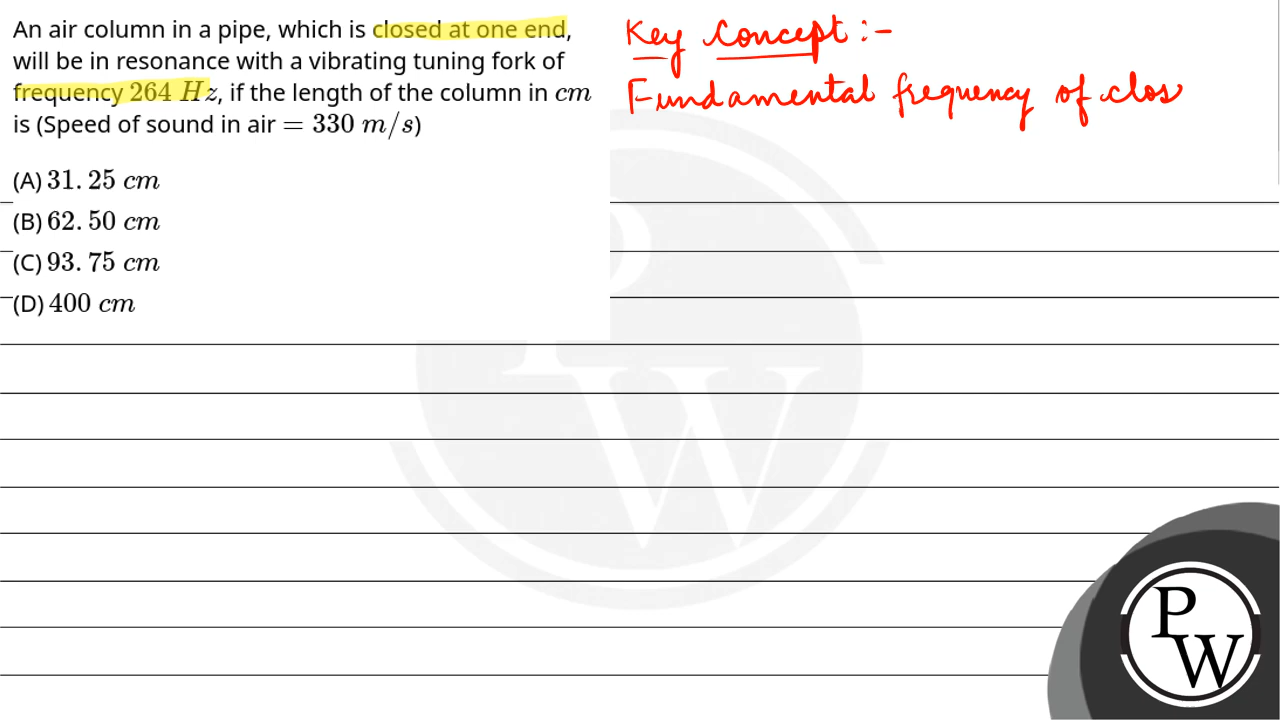 An air column in a pipe, which is closed at one end,
will be in resonance with a vibrating tuning fork of
frequency 264 Hz, if the length of the column in cm
is (Speed of sound in air = 330 m/s)
(A) 31.25 cm
(B) 62.50 cm
(C) 93.75 cm
(D) 400 cm
Key Concept :-
Fundamental frequency of clos
P
W
P
W